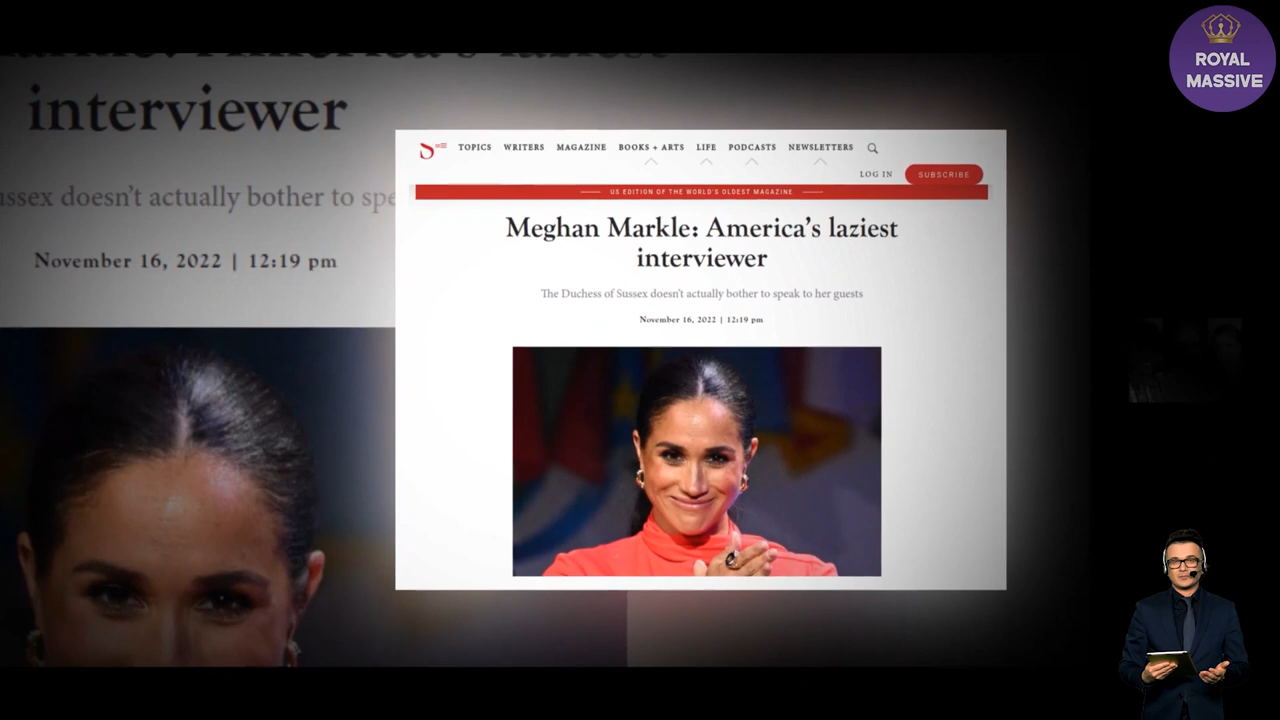 ROYAL
MASSIVE
interviewer
ussex doesn't actually bother to spe
November 16, 2022 | 12:19 pm
TOPICS WRITERS MAGAZINE BOOKS + ARTS LIFE PODCASTS NEWSLETTERS
LOG IN SUBSCRIBE
US EDITION OF THE WORLD'S OLDEST MAGAZINE
Meghan Markle: America's laziest
interviewer
The Duchess of Sussex doesn't actually bother to speak to her guests
November 16, 2022 | 12:19 pm